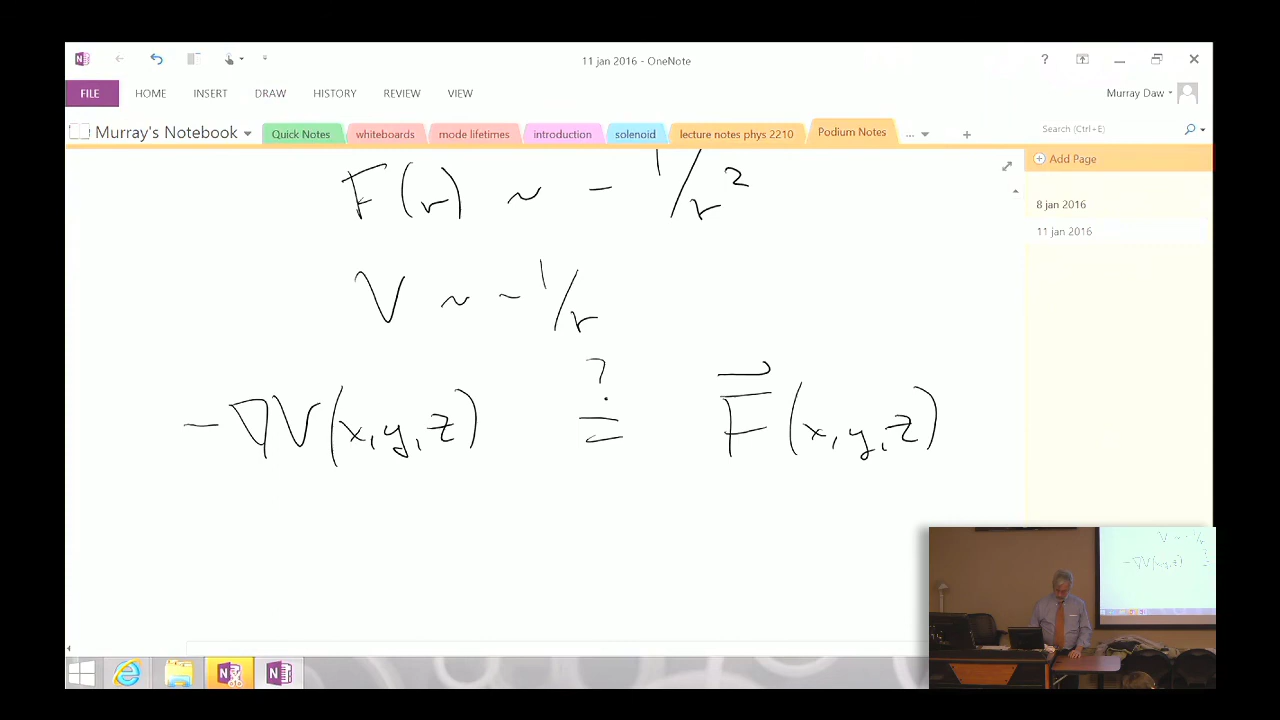 11 jan 2016 - OneNote
?
FILE HOME INSERT DRAW HISTORY REVIEW VIEW
Murray Daw
Murray's Notebook
Quick Notes
whiteboards
mode lifetimes
introduction
solenoid
lecture notes phys 2210
Podium Notes
...
+
Search (Ctrl+E)
Add Page
8 jan 2016
11 jan 2016
F(r) ~ - 1/r²
V ~ - 1/r
?
-∇V(x,y,z) = F⃗(x,y,z)
V ~ - 1/r
-∇V(x,y,z)